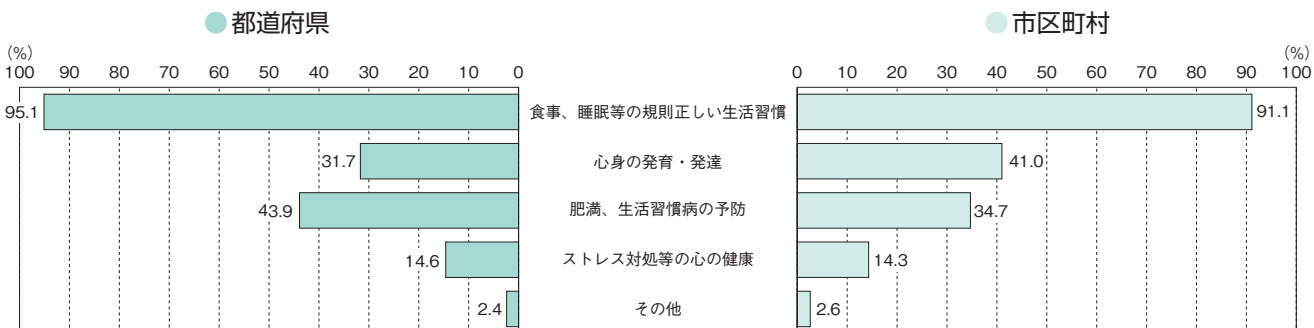 都道府県
市区町村
(%)
100 90 80 70 60 50 40 30 20 10 0
(%)
0 10 20 30 40 50 60 70 80 90 100
95.1 食事、睡眠等の規則正しい生活習慣 91.1
31.7 心身の発育・発達 41.0
43.9 肥満、生活習慣病の予防 34.7
14.6 ストレス対処等の心の健康 14.3
2.4 その他 2.6